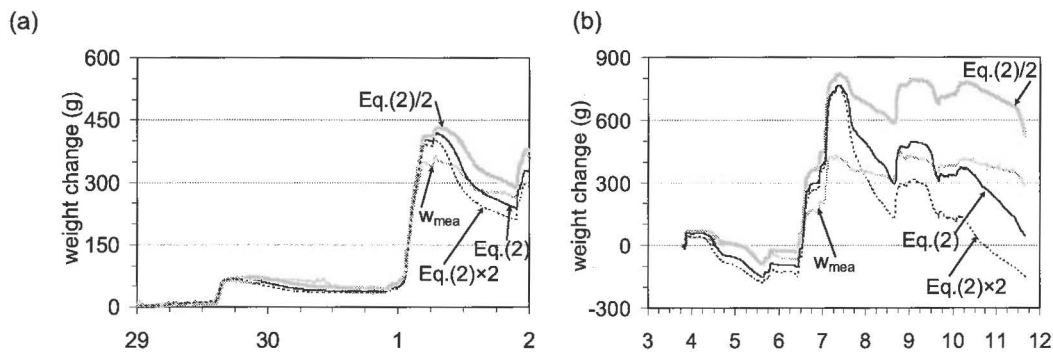 (a)
weight change (g)
600
450
300
150
0
29
30
1
2
Eq.(2)/2
wmea
Eq.(2)
Eq.(2)×2
(b)
weight change (g)
900
600
300
0
-300
3
4
5
6
7
8
9
10
11
12
Eq.(2)/2
wmea
Eq.(2)
Eq.(2)×2